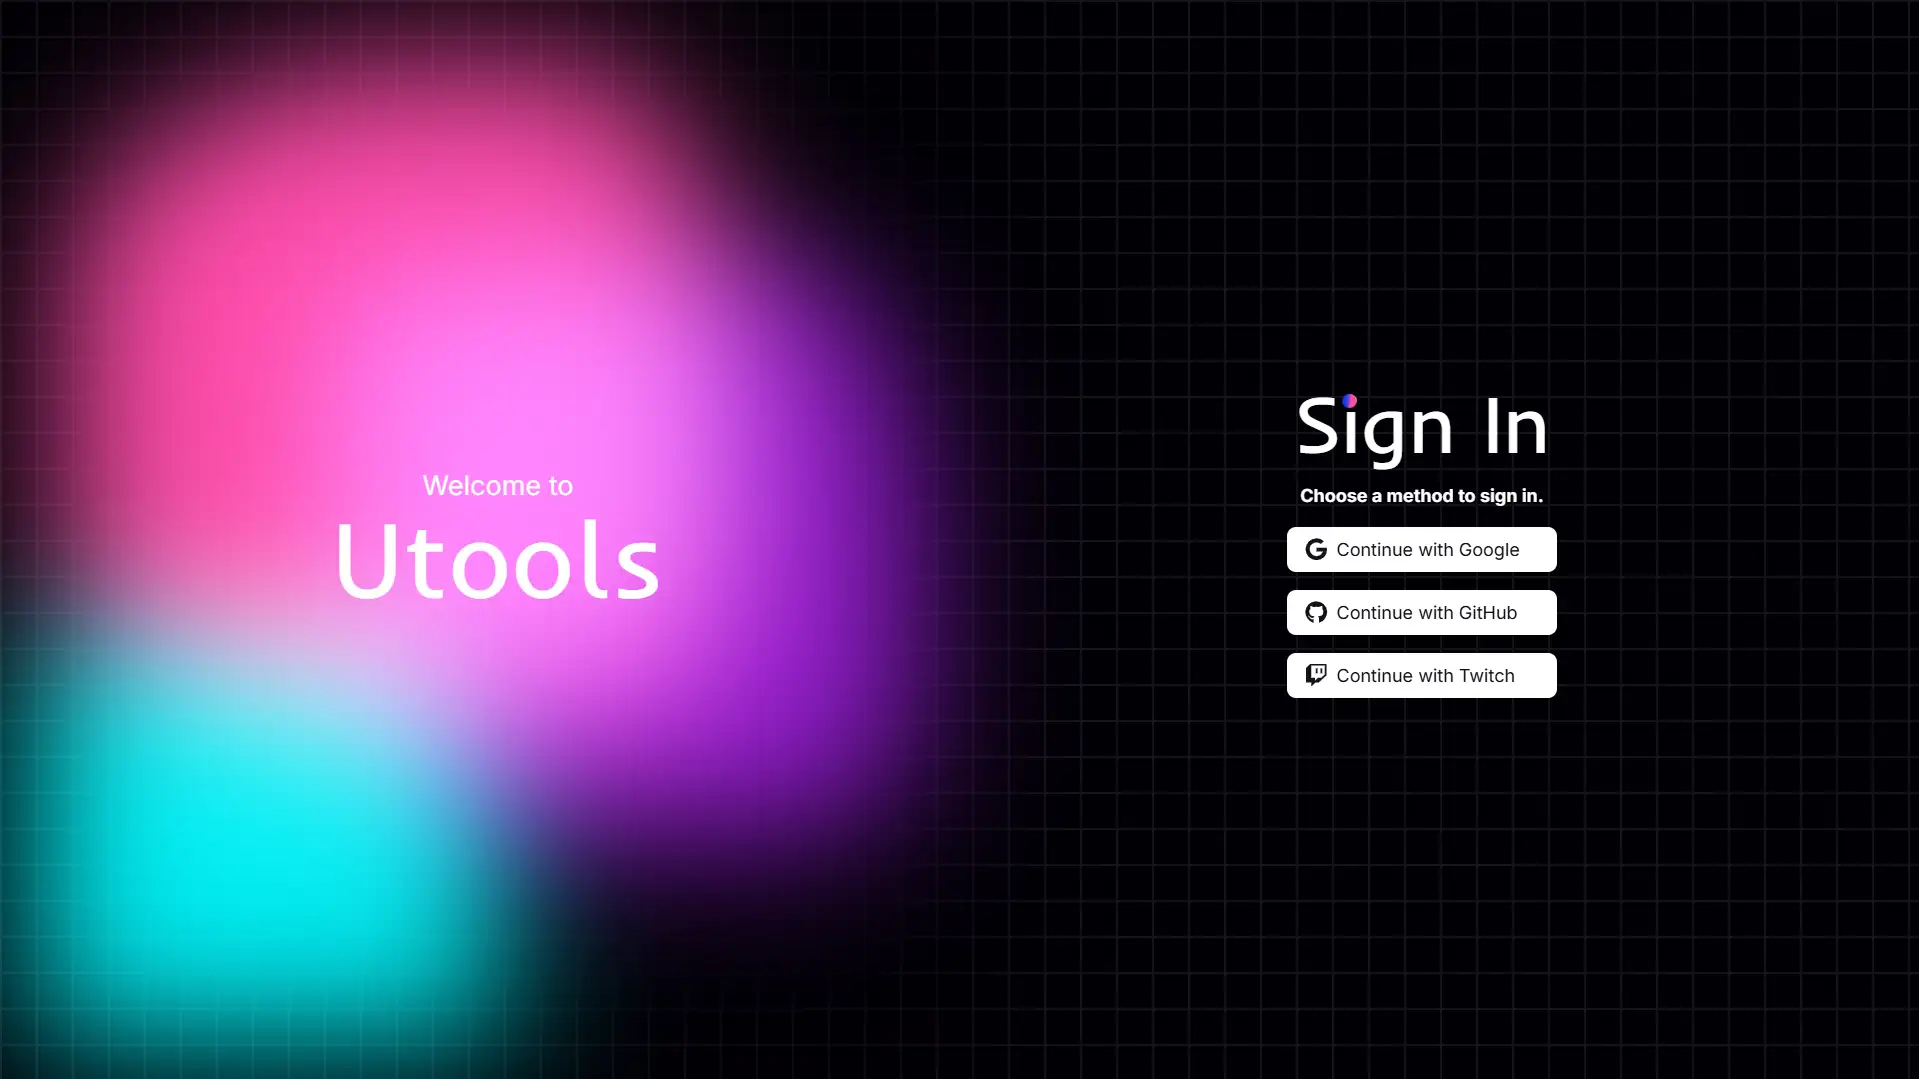 Welcome to
Utools
Sign In
Choose a method to sign in.
Continue with Google
Continue with GitHub
Continue with Twitch